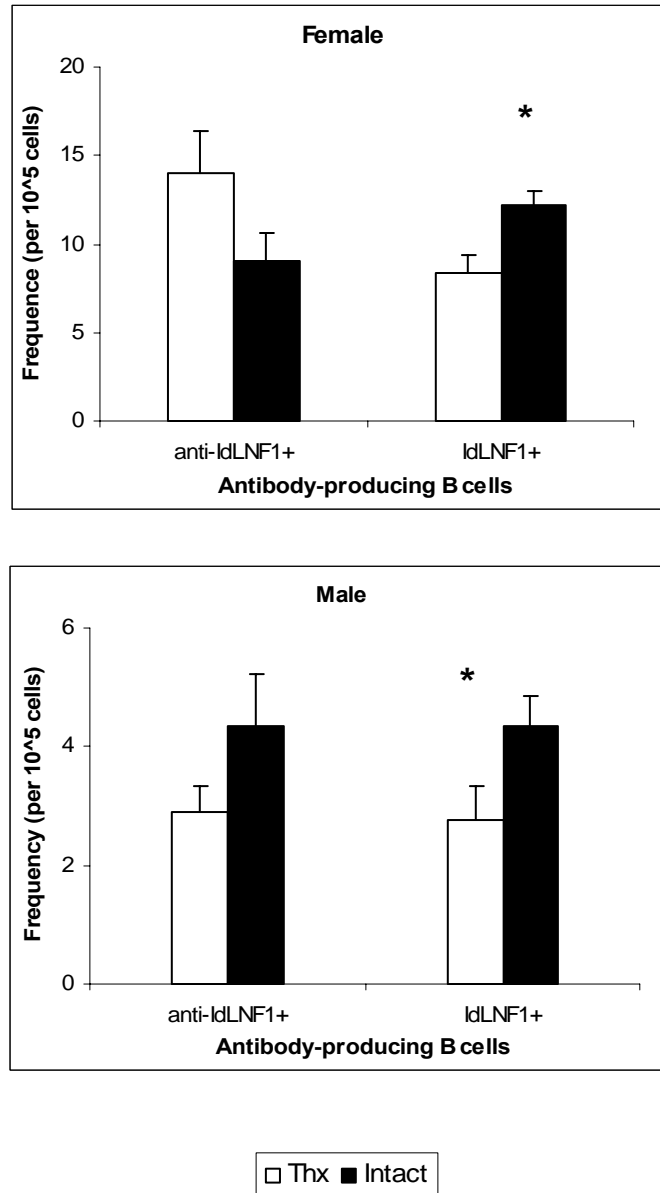 Female
Frequence (per 10^5 cells)
20
15
10
5
0
*
anti-IdLNF1+ IdLNF1+
Antibody-producing B cells
Male
Frequency (per 10^5 cells)
6
4
2
0
*
anti-IdLNF1+ IdLNF1+
Antibody-producing B cells
Thx Intact